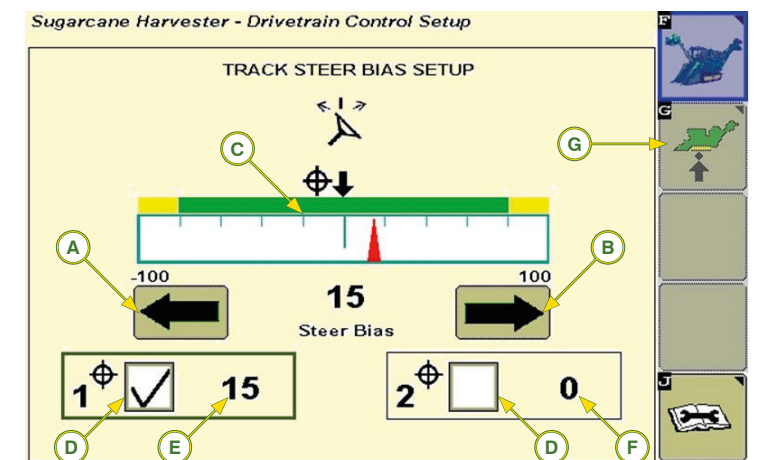 Sugarcane Harvester - Drivetrain Control Setup
F
TRACK STEER BIAS SETUP
G
C
G
A
B
-100
100
15
Steer Bias
1
15
2
0
J
D
E
D
F